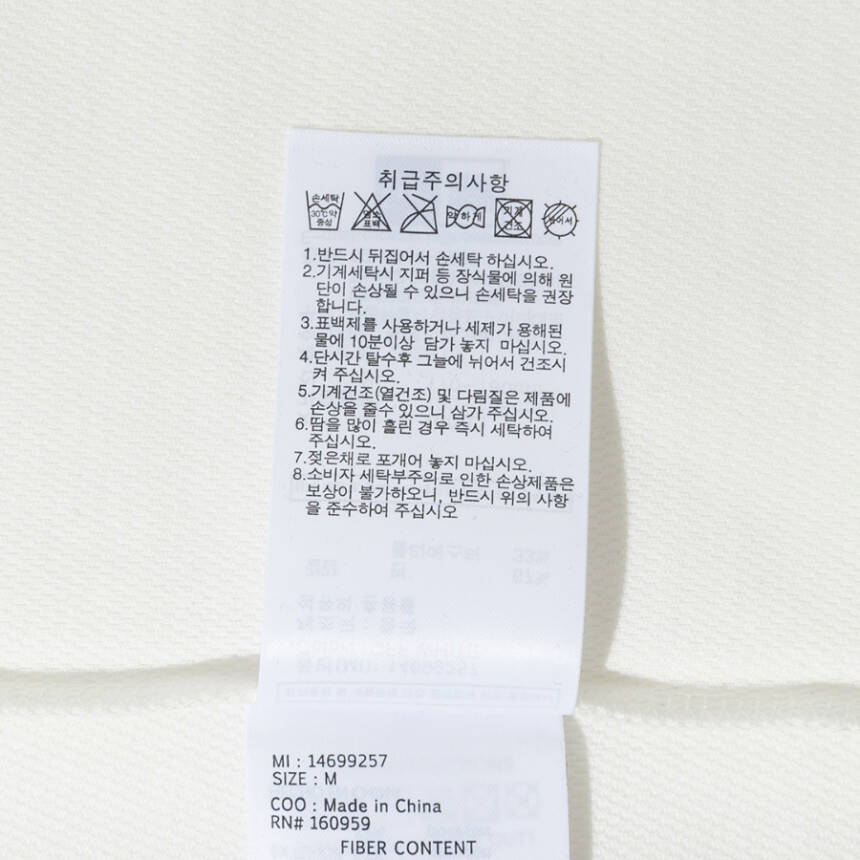 취급주의사항
손세탁
30℃약
중성
염소
표백
약하게
기계
건조
뉘어서
1.반드시 뒤집어서 손세탁 하십시오.
2.기계세탁시 지퍼 등 장식물에 의해 원
단이 손상될 수 있으니 손세탁을 권장
합니다.
3.표백제를 사용하거나 세제가 용해된
물에 10분이상 담가 놓지 마십시오.
4.단시간 탈수후 그늘에 뉘어서 건조시
켜 주십시오.
5.기계건조(열건조) 및 다림질은 제품에
손상을 줄수 있으니 삼가 주십시오.
6.땀을 많이 흘린 경우 즉시 세탁하여
주십시오.
7.젖은채로 포개어 놓지 마십시오.
8.소비자 세탁부주의로 인한 손상제품은
보상이 불가하오니, 반드시 위의 사항
을 준수하여 주십시오
MI : 14699257
SIZE : M
COO : Made in China
RN# 160959
FIBER CONTENT